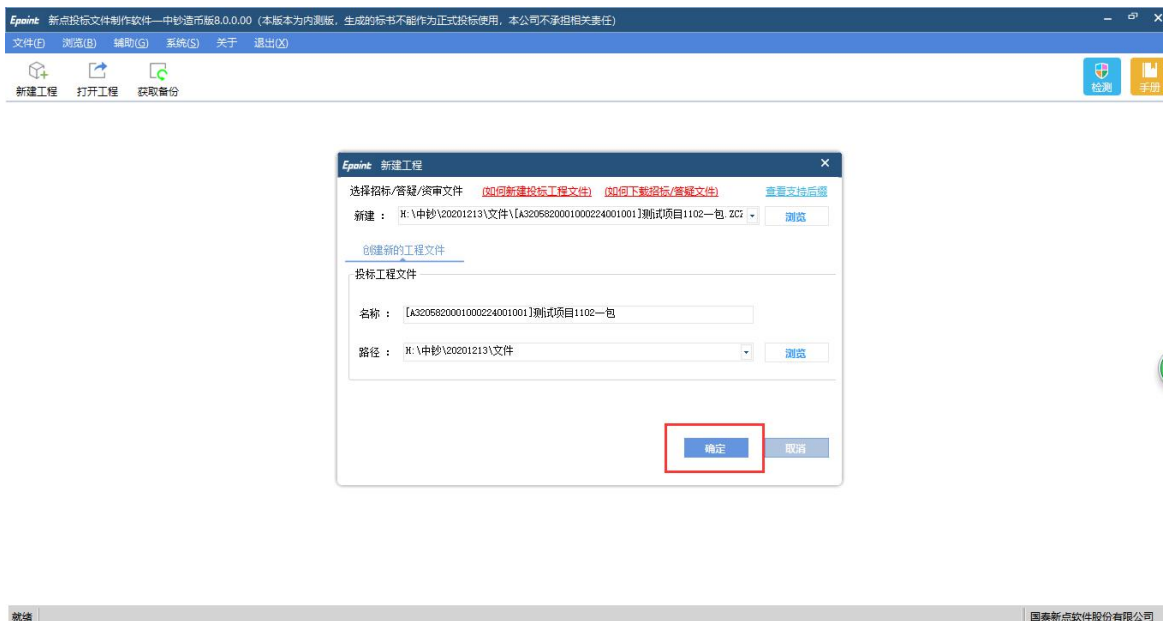 Epoint 新点投标文件制作软件—中钞造币版8.0.0.00（本版本为内测版，生成的标书不能作为正式投标使用，本公司不承担相关责任）
文件(F) 浏览(B) 辅助(G) 系统(S) 关于 退出(X)
新建工程 打开工程 获取备份 检测 手册
Epoint 新建工程
选择招标/答疑/资审文件 (如何新建投标工程文件) (如何下载招标/答疑文件) 查看支持后缀
新建： H:\中钞\20201213\文件\[A3205820001000224001001]测试项目1102一包.ZCZ 浏览
创建新的工程文件
投标工程文件
名称： [A3205820001000224001001]测试项目1102一包
路径： H:\中钞\20201213\文件 浏览
确定 取消
就绪 国泰新点软件股份有限公司